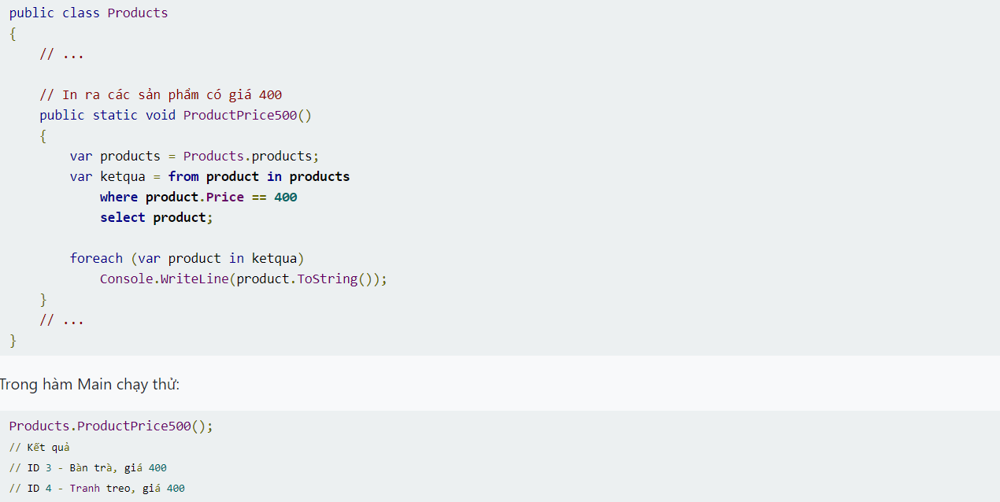 public class Products
{
    // ...
    // In ra các sản phẩm có giá 400
    public static void ProductPrice500()
    {
        var products = Products.products;
        var ketqua = from product in products
            where product.Price == 400
            select product;
        foreach (var product in ketqua)
            Console.WriteLine(product.ToString());
    }
    // ...
}
Trong hàm Main chạy thử:
Products.ProductPrice500();
// Kết quả
// ID 3 - Bàn trà, giá 400
// ID 4 - Tranh treo, giá 400